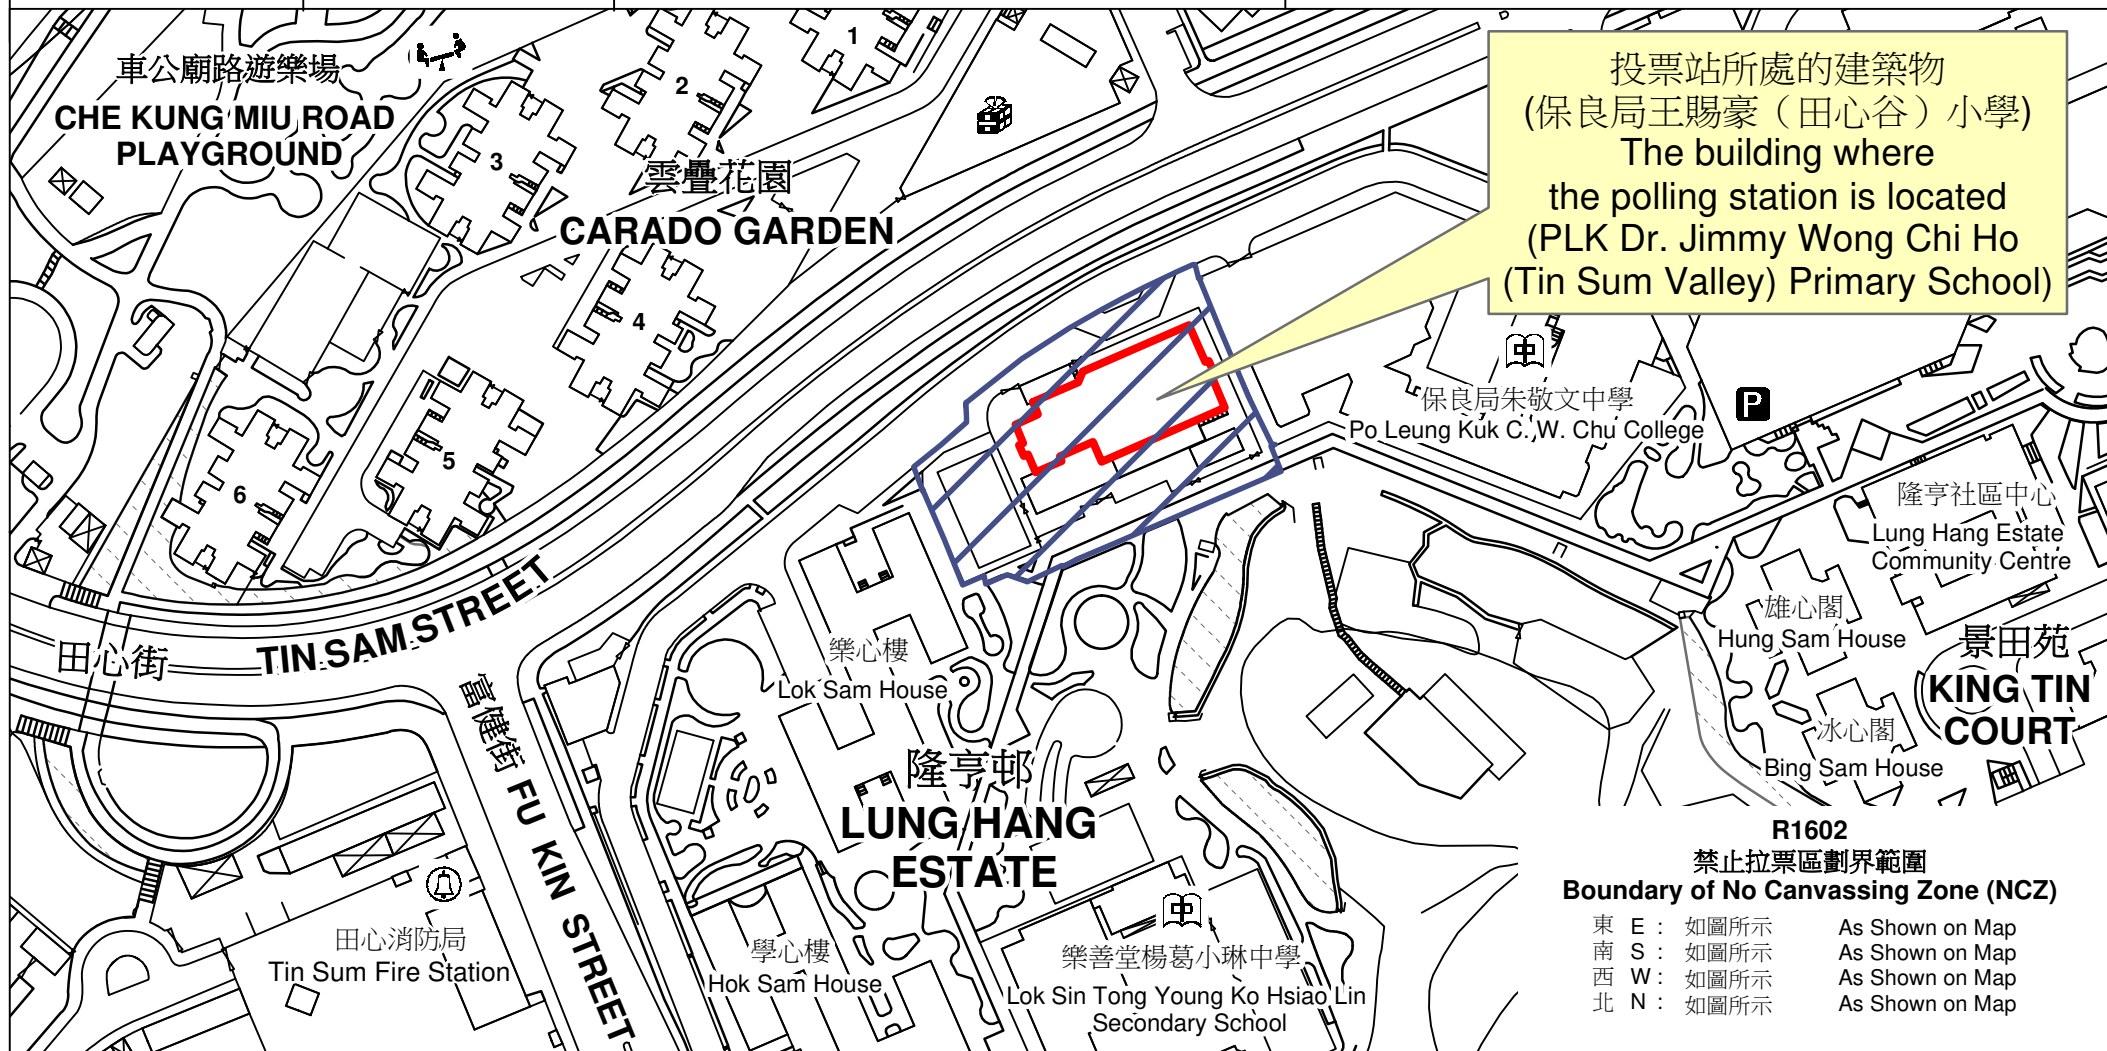 車公廟路遊樂場
CHE KUNG MIU ROAD
PLAYGROUND
1
2
3
4
5
6
雲疊花園
CARADO GARDEN
投票站所處的建築物
(保良局王賜豪（田心谷）小學)
The building where
the polling station is located
(PLK Dr. Jimmy Wong Chi Ho
(Tin Sum Valley) Primary School)
中
保良局朱敬文中學
Po Leung Kuk C. W. Chu College
P
隆亨社區中心
Lung Hang Estate
Community Centre
雄心閣
Hung Sam House
景田苑
KING TIN
COURT
冰心閣
Bing Sam House
田心街
TIN SAM STREET
富健街 FU KIN STREET
樂心樓
Lok Sam House
隆亨邨
LUNG HANG
ESTATE
田心消防局
Tin Sum Fire Station
學心樓
Hok Sam House
中
樂善堂楊葛小琳中學
Lok Sin Tong Young Ko Hsiao Lin
Secondary School
R1602
禁止拉票區劃界範圍
Boundary of No Canvassing Zone (NCZ)
東 E : 如圖所示 As Shown on Map
南 S : 如圖所示 As Shown on Map
西 W : 如圖所示 As Shown on Map
北 N : 如圖所示 As Shown on Map